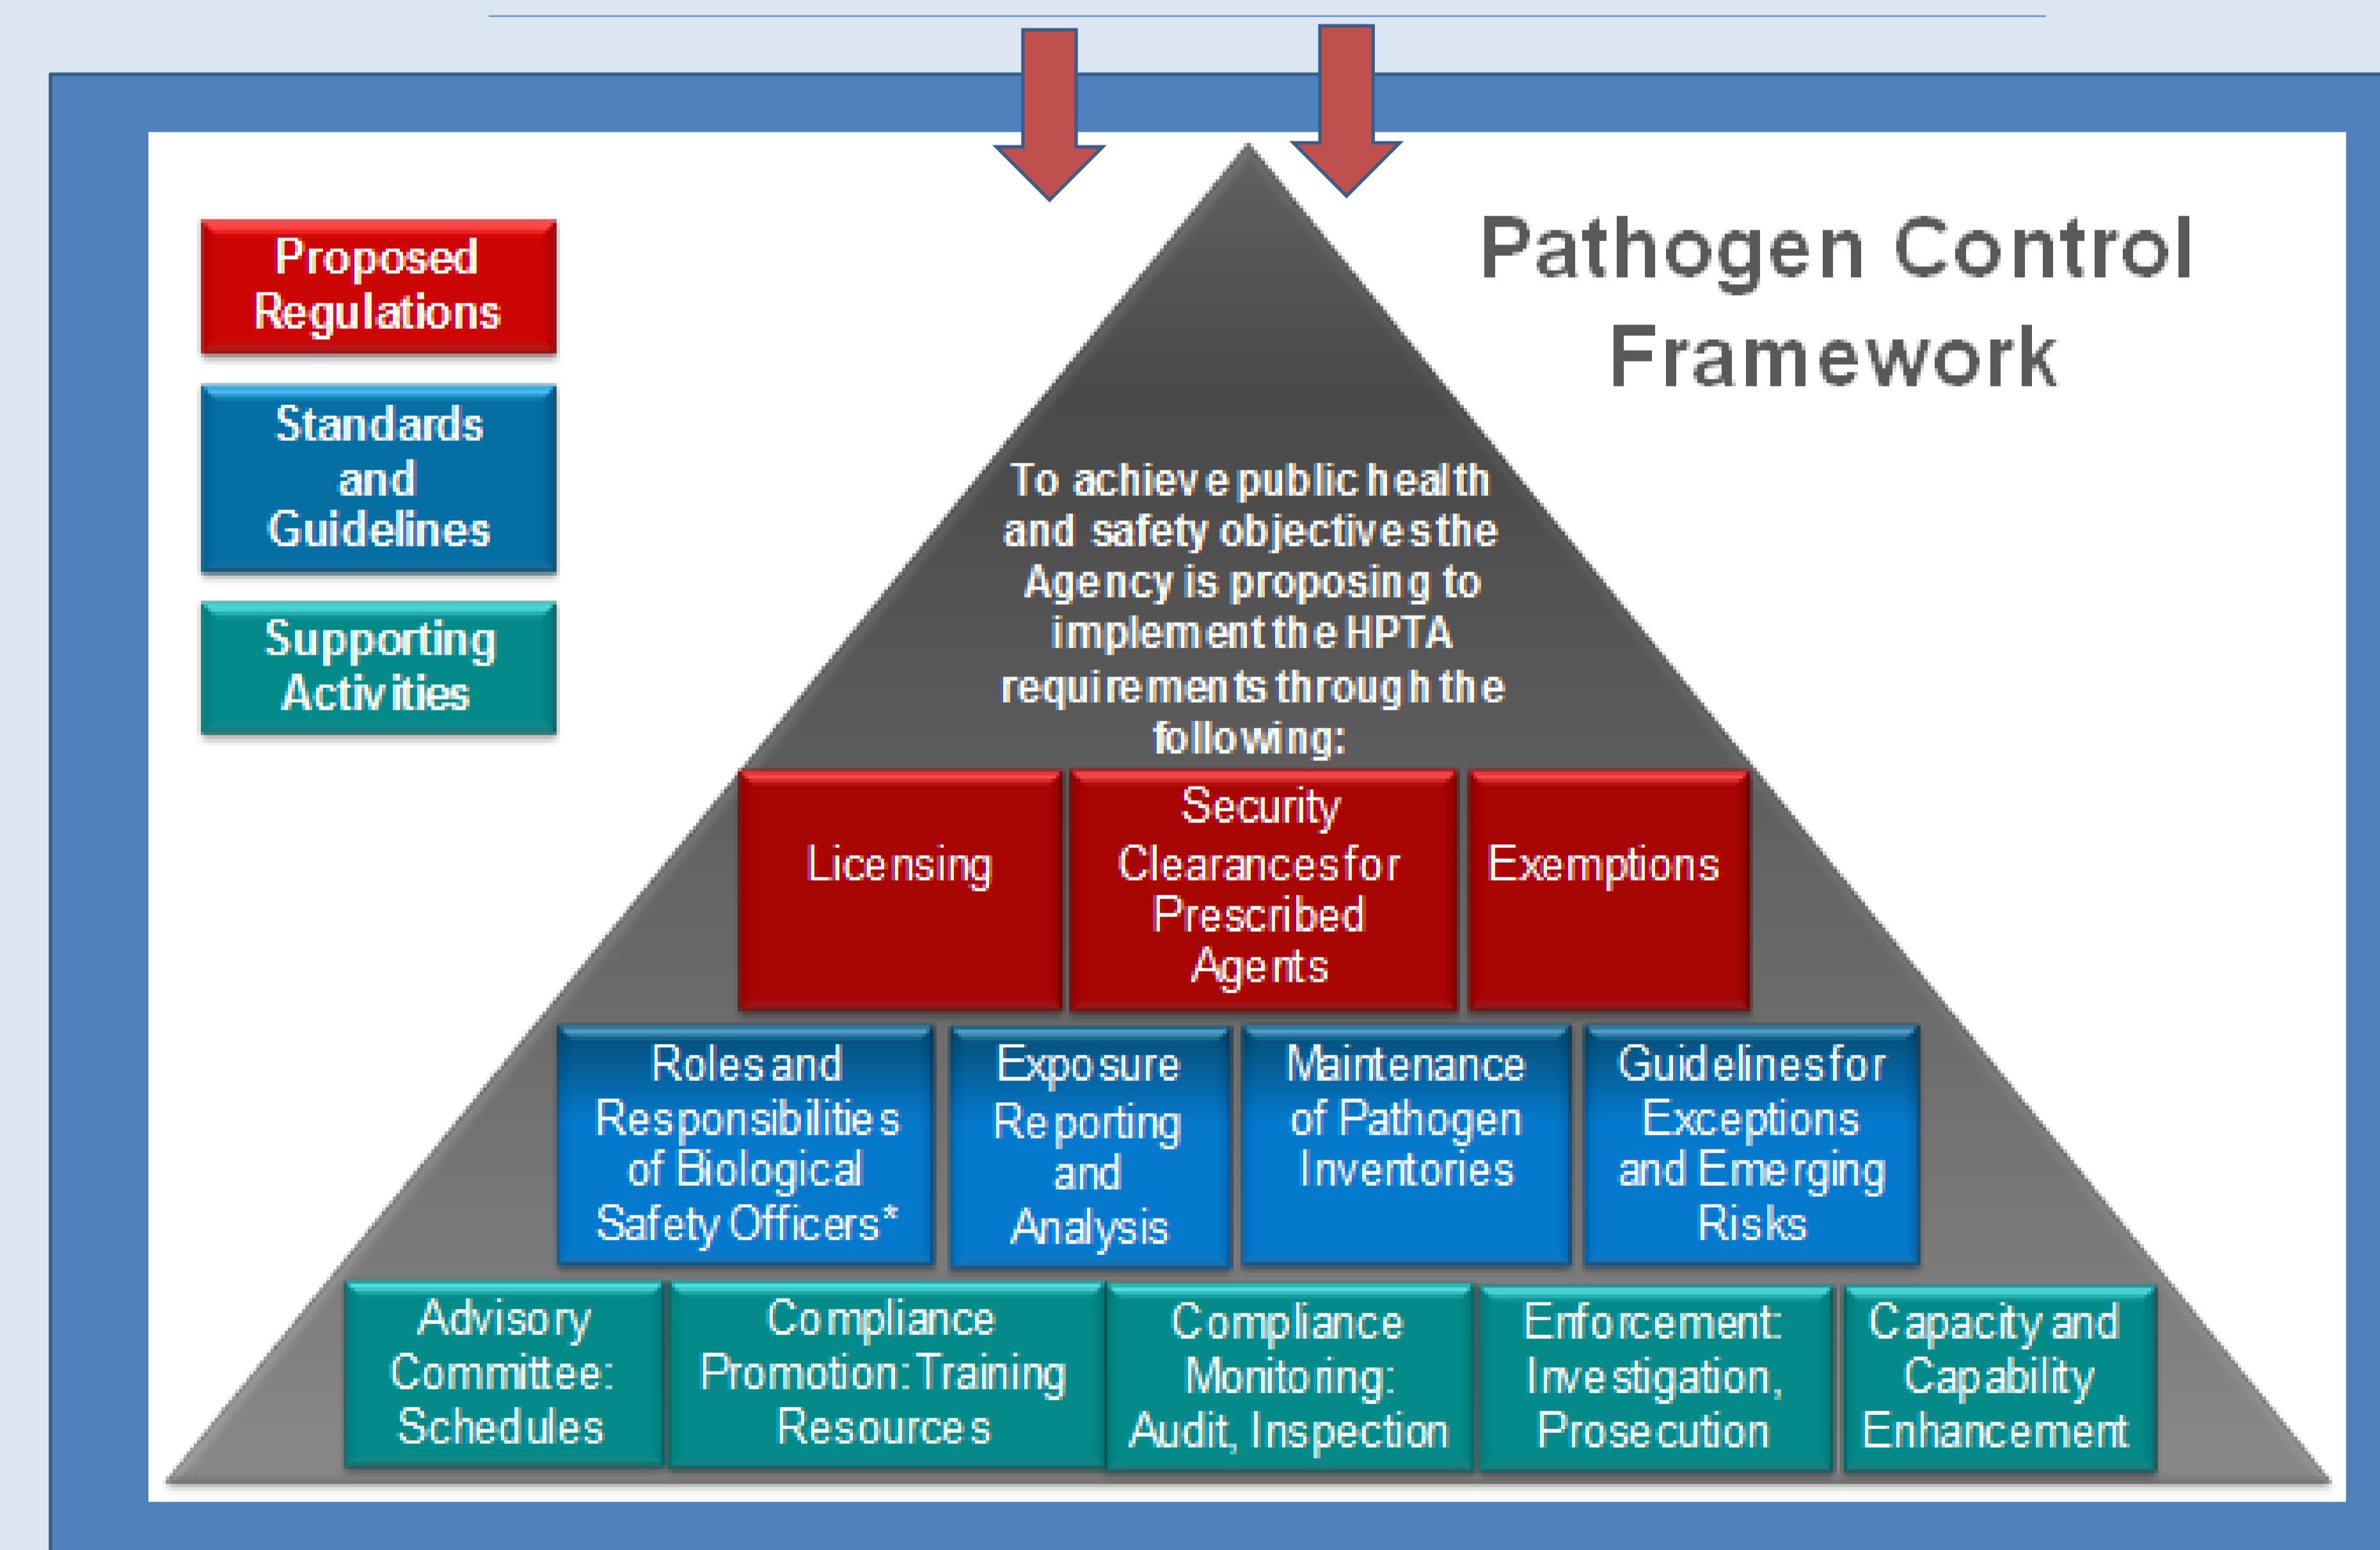 Proposed
Regulations
Standards
and
Guidelines
Supporting
Activities
Pathogen Control
Framework
To achieve public health
and safety objectives the
Agency is proposing to
implement the HPTA
requirements through the
following:
Licensing
Security
Clearances for
Prescribed
Agents
Exemptions
Roles and
Responsibilities
of Biological
Safety Officers*
Exposure
Reporting
and
Analysis
Maintenance
of Pathogen
Inventories
Guidelines for
Exceptions
and Emerging
Risks
Advisory
Committee:
Schedules
Compliance
Promotion: Training
Resources
Compliance
Monitoring:
Audit, Inspection
Enforcement:
Investigation,
Prosecution
Capacity and
Capability
Enhancement